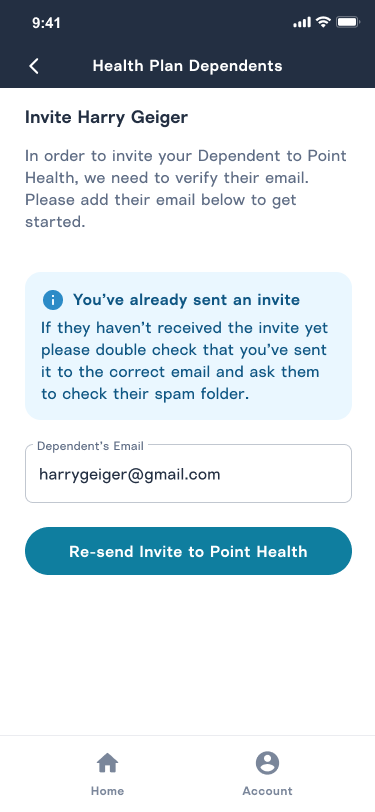 9:41
Health Plan Dependents
Invite Harry Geiger
In order to invite your Dependent to Point
Health, we need to verify their email.
Please add their email below to get
started.
You've already sent an invite
If they haven't received the invite yet
please double check that you've sent
it to the correct email and ask them
to check their spam folder.
Dependent's Email
harrygeiger@gmail.com
Re-send Invite to Point Health
Home
Account